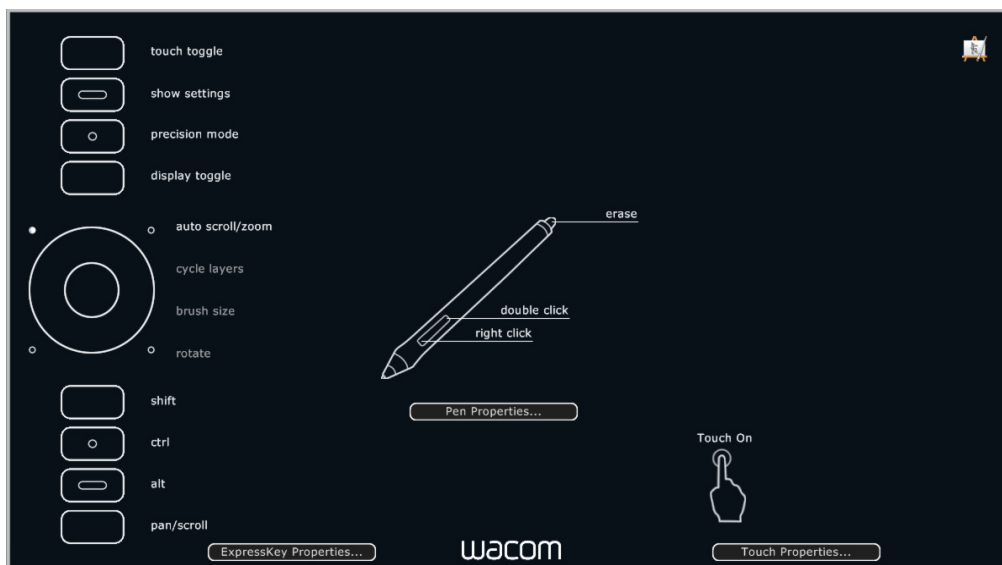 touch toggle
show settings
precision mode
display toggle
auto scroll/zoom
cycle layers
brush size
rotate
shift
ctrl
alt
pan/scroll
ExpressKey Properties...
erase
double click
right click
Pen Properties...
wacom
Touch On
Touch Properties...